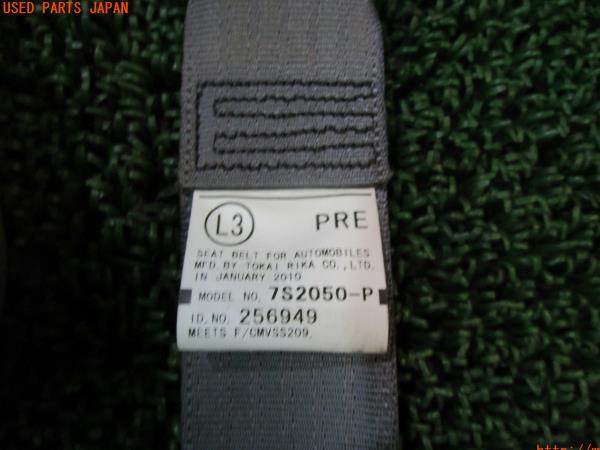 USED PARTS JAPAN
L3 PRE
SEAT BELT FOR AUTOMOBILES
MFD. BY TOKAI RIKA CO., LTD.
IN JANUARY 2010
MODEL NO. 7S2050-P
ID. NO. 256949
MEETS F/CMVSS209.